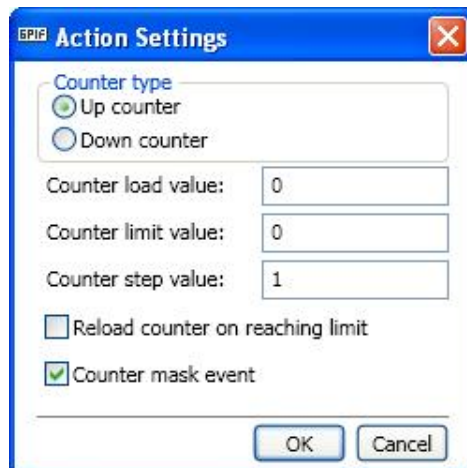 GPIF Action Settings
Counter type
Up counter
Down counter
Counter load value: 0
Counter limit value: 0
Counter step value: 1
Reload counter on reaching limit
Counter mask event
OK Cancel